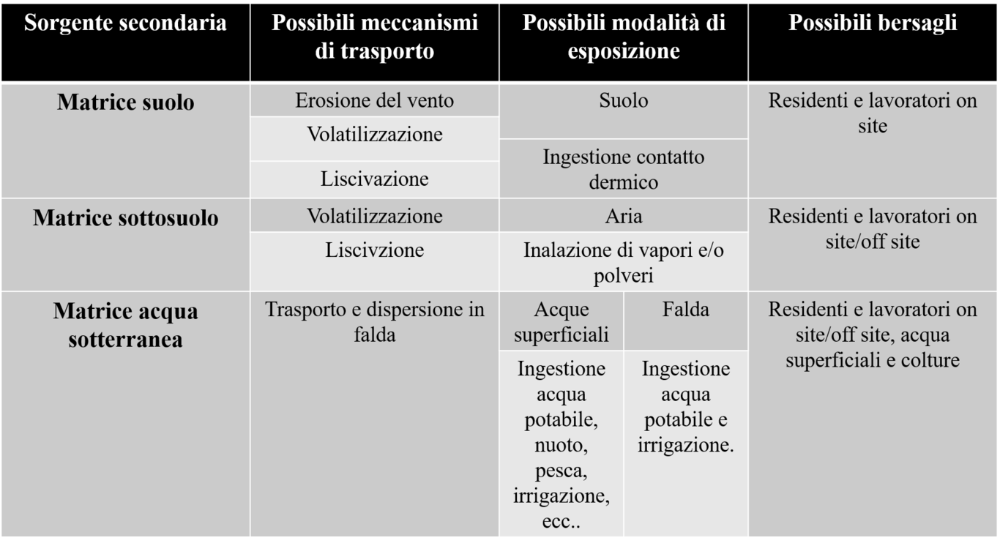 Sorgente secondaria
Possibili meccanismi
di trasporto
Possibili modalità di
esposizione
Possibili bersagli
Matrice suolo
Erosione del vento
Volatilizzazione
Liscivazione
Suolo
Ingestione contatto
dermico
Residenti e lavoratori on
site
Matrice sottosuolo
Volatilizzazione
Liscivzione
Aria
Inalazione di vapori e/o
polveri
Residenti e lavoratori on
site/off site
Matrice acqua
sotterranea
Trasporto e dispersione in
falda
Acque
superficiali
Ingestione
acqua
potabile,
nuoto,
pesca,
irrigazione,
ecc..
Falda
Ingestione
acqua
potabile e
irrigazione.
Residenti e lavoratori on
site/off site, acqua
superficiali e colture